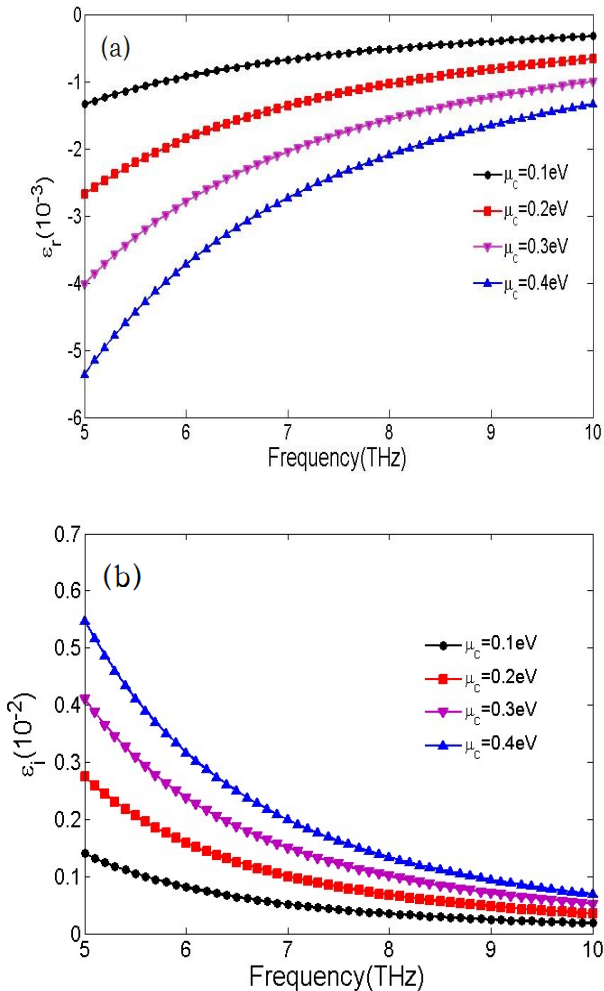 (a)
0
-1
-2
-3
-4
-5
-6
εr(10-3)
μc=0.1eV
μc=0.2eV
μc=0.3eV
μc=0.4eV
5 6 7 8 9 10
Frequency(THz)
(b)
0.7
0.6
0.5
0.4
0.3
0.2
0.1
0
εi(10-2)
μc=0.1eV
μc=0.2eV
μc=0.3eV
μc=0.4eV
5 6 7 8 9 10
Frequency(THz)